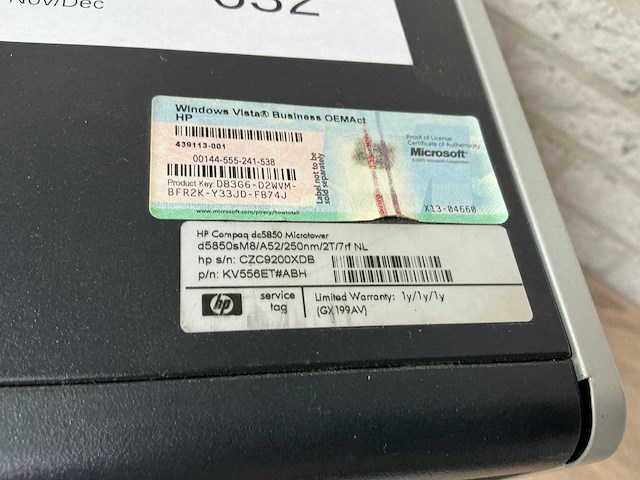 Nov/Dec
632
Windows Vista® Business OEMAct
HP
439113-001
00144-555-241-538
Product Key: D83G6-D2WVM-
BFR2K-Y33JD-FB74J
www.microsoft.com/piracy/howtotell
Label not to be
sold separately
Proof of License
Certificate of Authenticity
Microsoft®
X13-04660
HP Compaq dc5850 Microtower
d5850sM8/A52/250nm/2T/7rf NL
hp s/n: CZC9200XDB
p/n: KV556ET#ABH
hp
service
tag
Limited Warranty: 1y/1y/1y
(GX199AV)